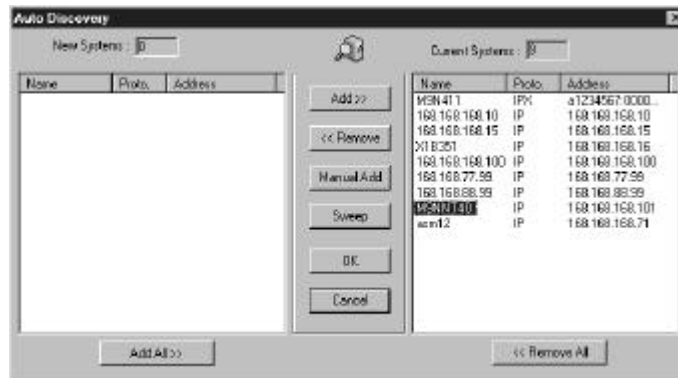 Auto Discovery
New Systems : 0
Current Systems : 9
Name Proto. Address
Name Proto. Address
Add >>
<< Remove
Manual Add
Sweep
OK
Cancel
M9N411 IPX a1234567:0000...
168.168.168.10 IP 168.168.168.10
168.168.168.15 IP 168.168.168.15
X1B351 IP 168.168.168.16
168.168.168.100 IP 168.168.168.100
168.168.77.99 IP 168.168.77.99
168.168.88.99 IP 168.168.88.99
IP 168.168.168.101
asm12 IP 168.168.168.71
Add All >>
<< Remove All